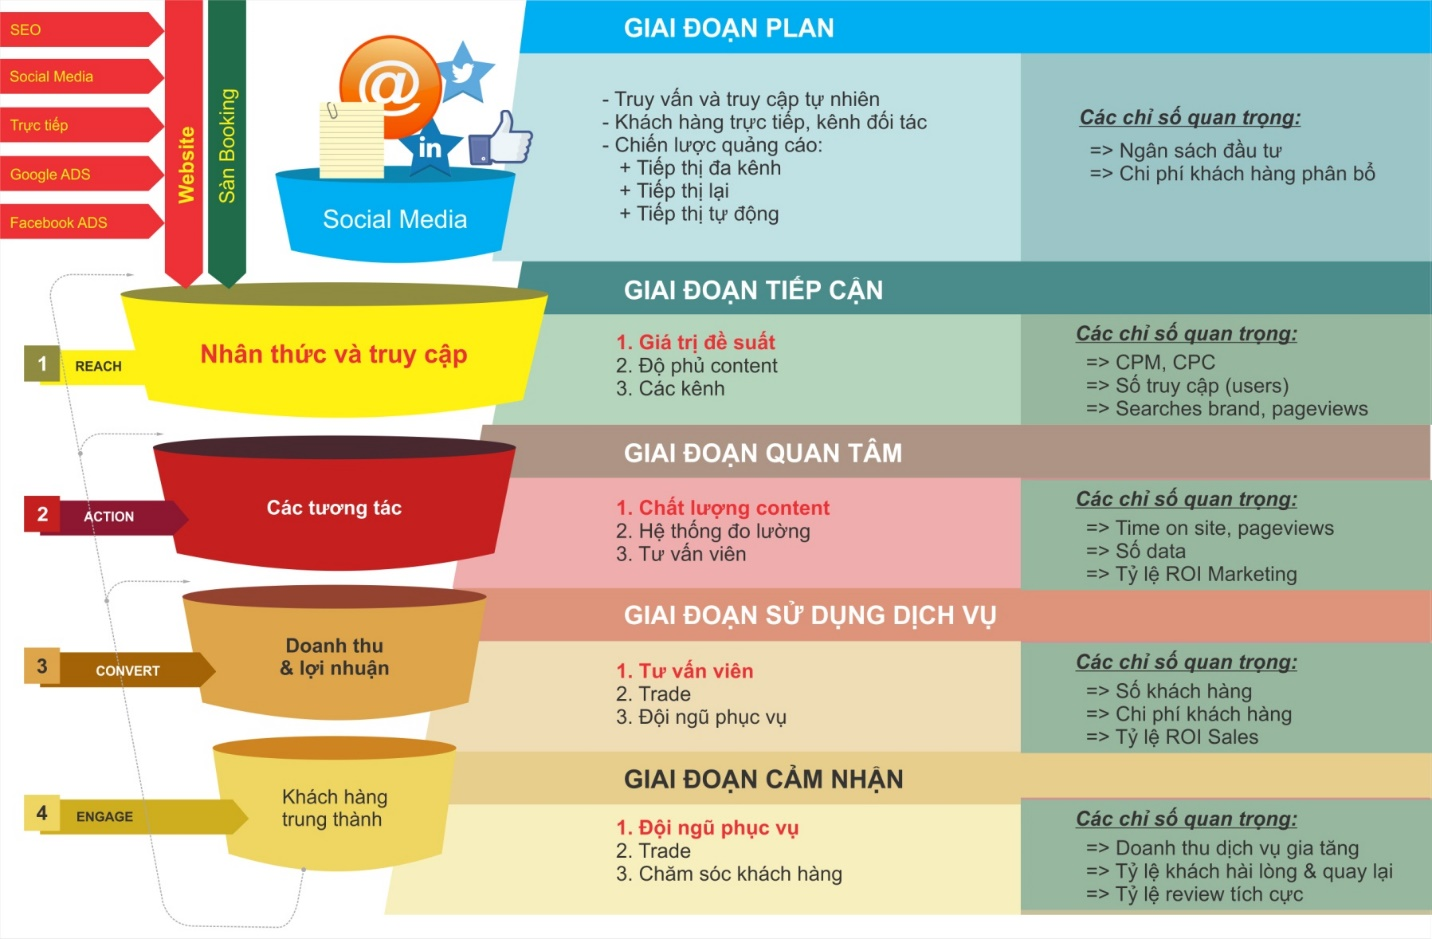 SEO
Social Media
Trực tiếp
Google ADS
Facebook ADS
Website
Sàn Booking
@
in
Social Media
GIAI ĐOẠN PLAN
- Truy vấn và truy cập tự nhiên
- Khách hàng trực tiếp, kênh đối tác
- Chiến lược quảng cáo:
+ Tiếp thị đa kênh
+ Tiếp thị lại
+ Tiếp thị tự động
Các chỉ số quan trọng:
=> Ngân sách đầu tư
=> Chi phí khách hàng phân bổ
1
REACH
Nhân thức và truy cập
GIAI ĐOẠN TIẾP CẬN
1. Giá trị đề suất
2. Độ phủ content
3. Các kênh
Các chỉ số quan trọng:
=> CPM, CPC
=> Số truy cập (users)
=> Searches brand, pageviews
2
ACTION
Các tương tác
GIAI ĐOẠN QUAN TÂM
1. Chất lượng content
2. Hệ thống đo lường
3. Tư vấn viên
Các chỉ số quan trọng:
=> Time on site, pageviews
=> Số data
=> Tỷ lệ ROI Marketing
3
CONVERT
Doanh thu
& lợi nhuận
GIAI ĐOẠN SỬ DỤNG DỊCH VỤ
1. Tư vấn viên
2. Trade
3. Đội ngũ phục vụ
Các chỉ số quan trọng:
=> Số khách hàng
=> Chi phí khách hàng
=> Tỷ lệ ROI Sales
4
ENGAGE
Khách hàng
trung thành
GIAI ĐOẠN CẢM NHẬN
1. Đội ngũ phục vụ
2. Trade
3. Chăm sóc khách hàng
Các chỉ số quan trọng:
=> Doanh thu dịch vụ gia tăng
=> Tỷ lệ khách hài lòng & quay lại
=> Tỷ lệ review tích cực